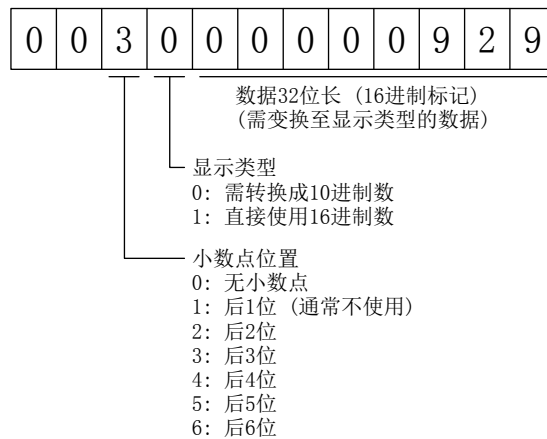 0 0 3 0 0 0 0 0 0 9 2 9
数据32位长 (16进制标记)
(需变换至显示类型的数据)
显示类型
0: 需转换成10进制数
1: 直接使用16进制数
小数点位置
0: 无小数点
1: 后1位 (通常不使用)
2: 后2位
3: 后3位
4: 后4位
5: 后5位
6: 后6位